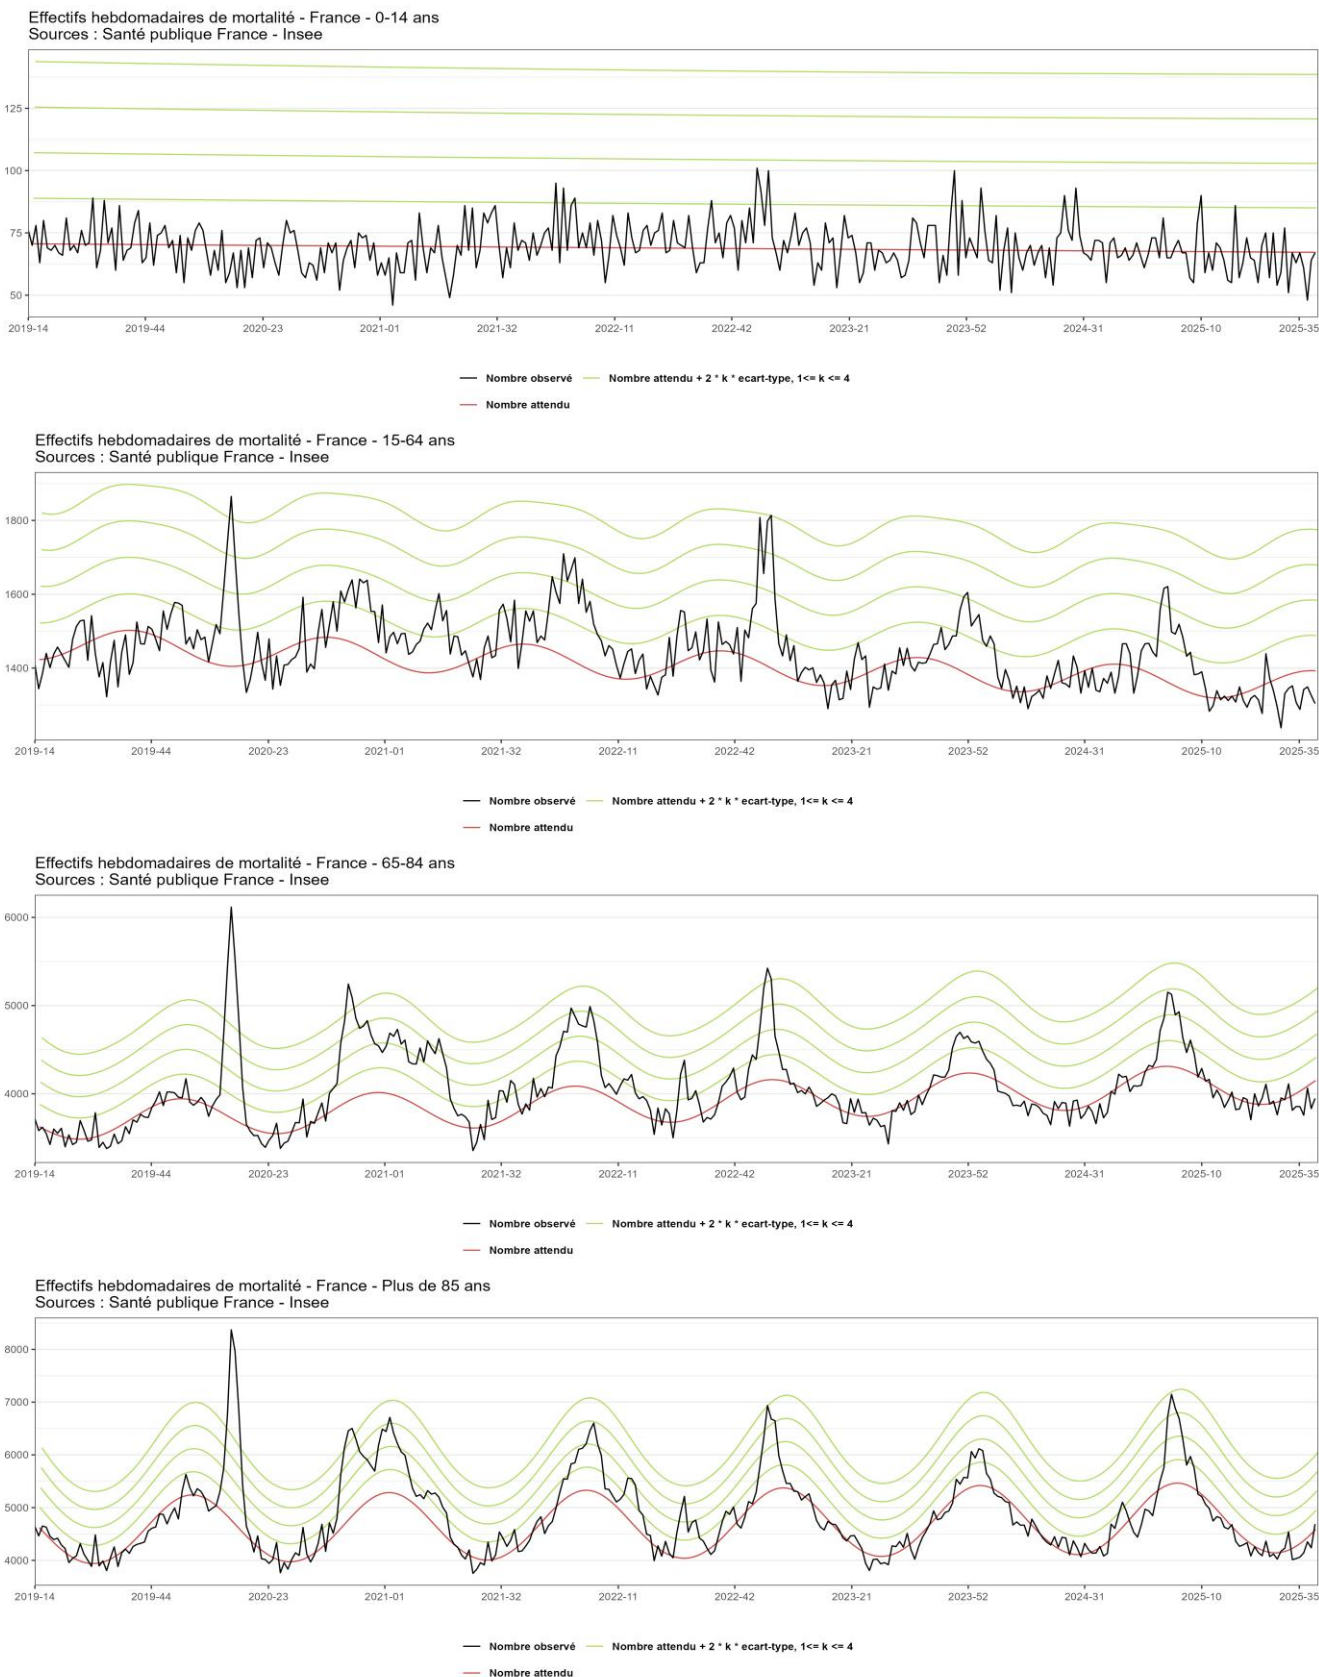 Effectifs hebdomadaires de mortalité - France - 0-14 ans
Sources : Santé publique France - Insee
125
100
75
50
2019-14 2019-44 2020-23 2021-01 2021-32 2022-11 2022-42 2023-21 2023-52 2024-31 2025-10 2025-35
Nombre observé Nombre attendu + 2 * k * ecart-type, 1<= k <= 4
Nombre attendu
Effectifs hebdomadaires de mortalité - France - 15-64 ans
Sources : Santé publique France - Insee
1800
1600
1400
2019-14 2019-44 2020-23 2021-01 2021-32 2022-11 2022-42 2023-21 2023-52 2024-31 2025-10 2025-35
Nombre observé Nombre attendu + 2 * k * ecart-type, 1<= k <= 4
Nombre attendu
Effectifs hebdomadaires de mortalité - France - 65-84 ans
Sources : Santé publique France - Insee
6000
5000
4000
2019-14 2019-44 2020-23 2021-01 2021-32 2022-11 2022-42 2023-21 2023-52 2024-31 2025-10 2025-35
Nombre observé Nombre attendu + 2 * k * ecart-type, 1<= k <= 4
Nombre attendu
Effectifs hebdomadaires de mortalité - France - Plus de 85 ans
Sources : Santé publique France - Insee
8000
7000
6000
5000
4000
2019-14 2019-44 2020-23 2021-01 2021-32 2022-11 2022-42 2023-21 2023-52 2024-31 2025-10 2025-35
Nombre observé Nombre attendu + 2 * k * ecart-type, 1<= k <= 4
Nombre attendu